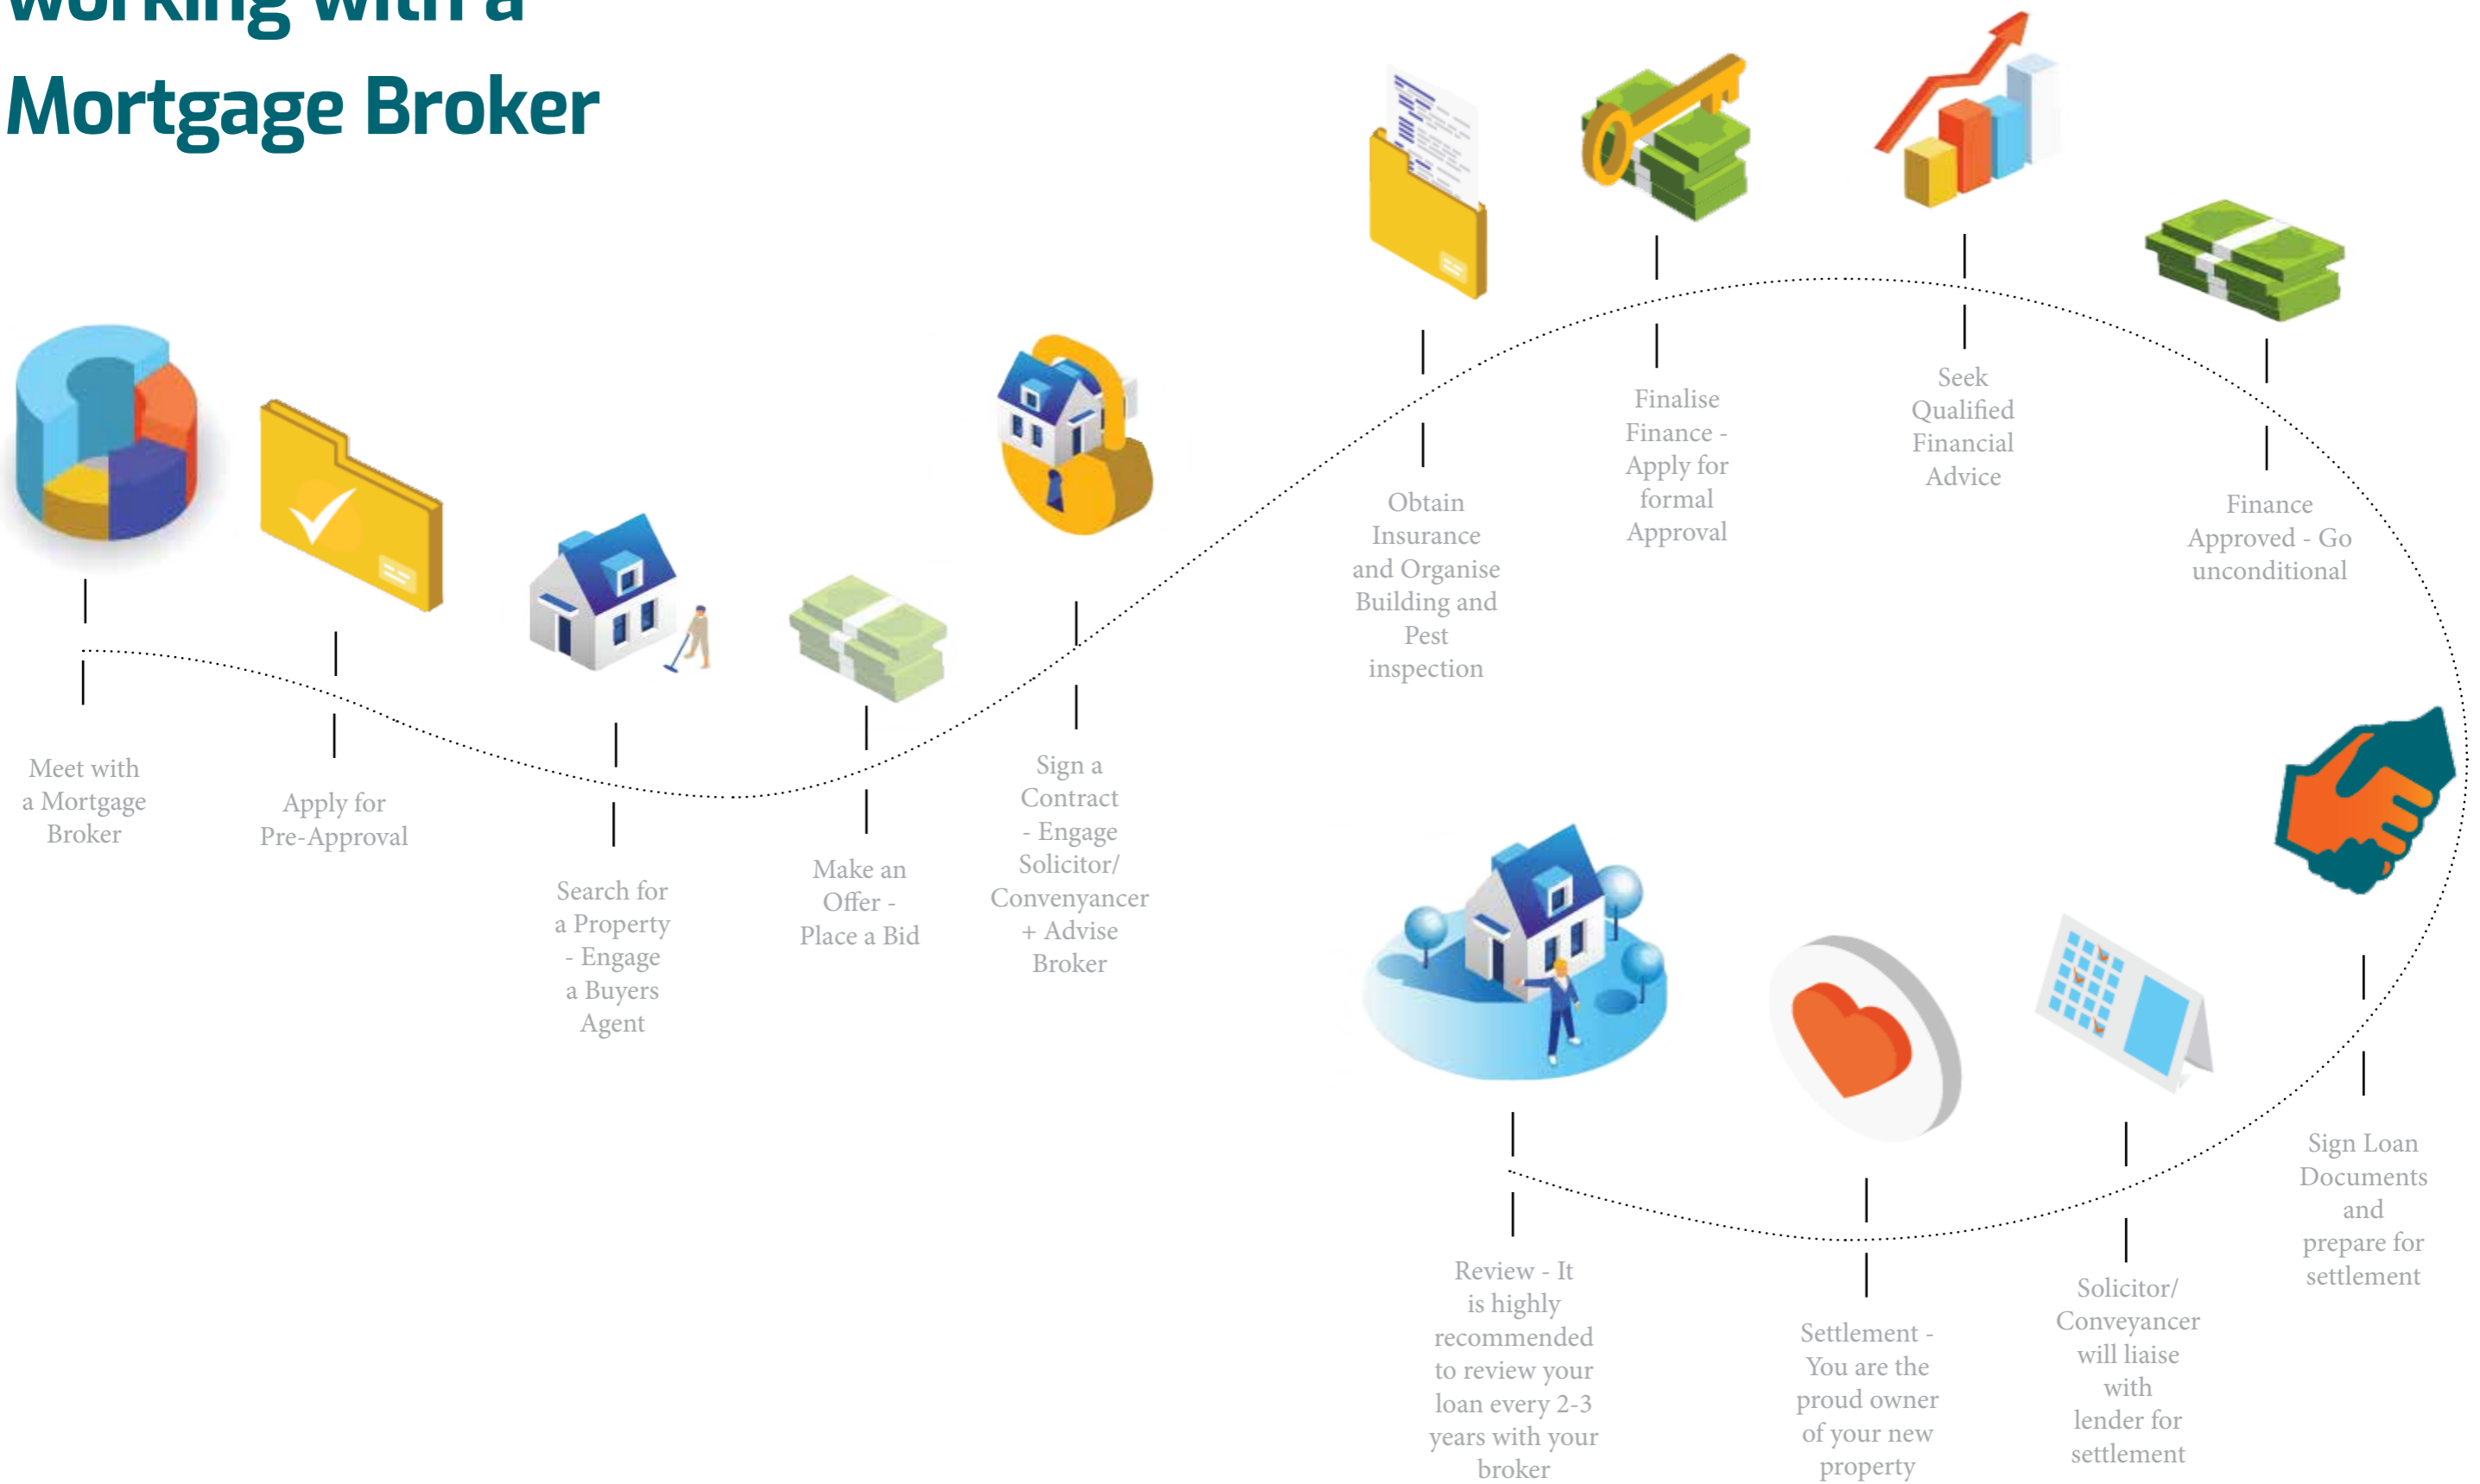 working with a
Mortgage Broker
Meet with
a Mortgage
Broker
Apply for
Pre-Approval
Search for
a Property
- Engage
a Buyers
Agent
Make an
Offer -
Place a Bid
Sign a
Contract
- Engage
Solicitor/
Convenyancer
+ Advise
Broker
Obtain
Insurance
and Organise
Building and
Pest
inspection
Finalise
Finance -
Apply for
formal
Approval
Seek
Qualified
Financial
Advice
Finance
Approved - Go
unconditional
Sign Loan
Documents
and
prepare for
settlement
Solicitor/
Conveyancer
will liaise
with
lender for
settlement
Settlement -
You are the
proud owner
of your new
property
Review - It
is highly
recommended
to review your
loan every 2-3
years with your
broker